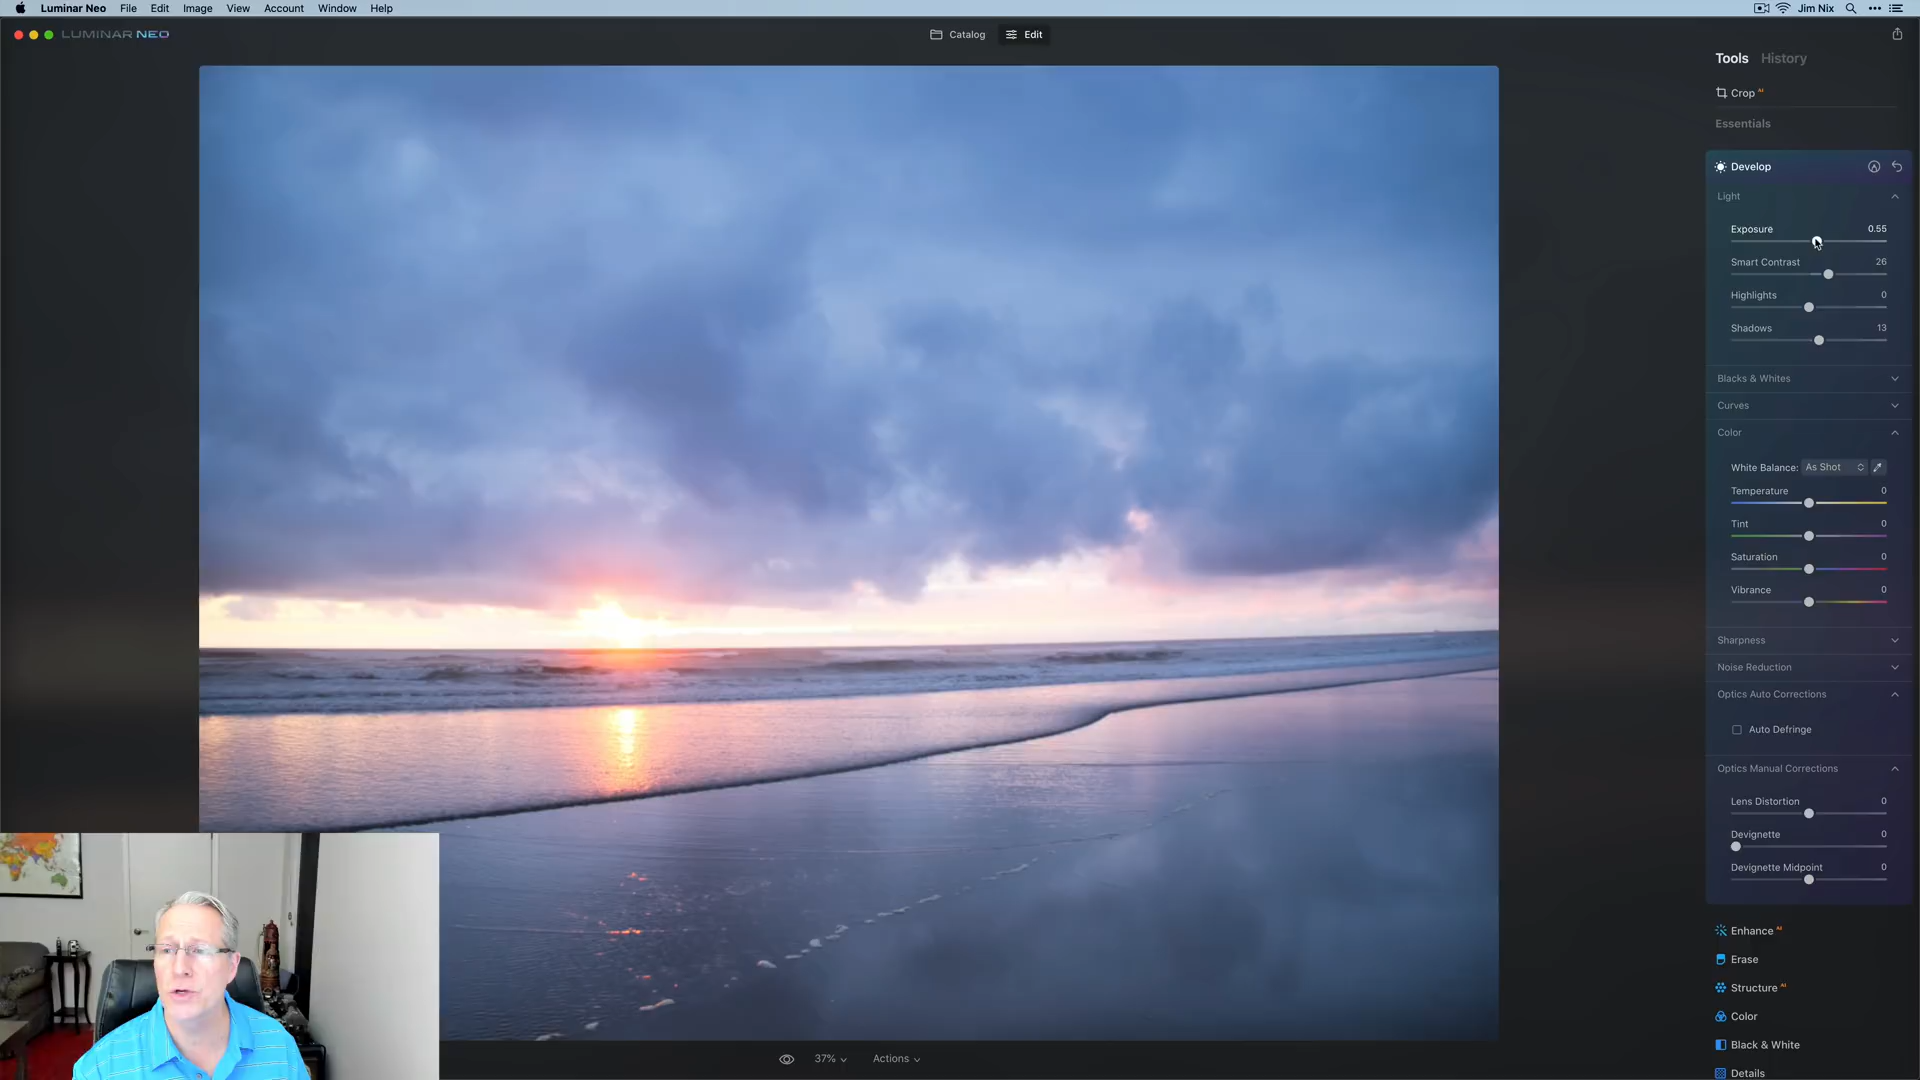 Luminar Neo File Edit Image View Account Window Help Jim Nix
LUMINAR NEO Catalog Edit
Tools History
Crop AI
Essentials
Develop
Light
Exposure 0.55
Smart Contrast 26
Highlights 0
Shadows 13
Blacks & Whites
Curves
Color
White Balance: As Shot
Temperature 0
Tint 0
Saturation 0
Vibrance 0
Sharpness
Noise Reduction
Optics Auto Corrections
Auto Defringe
Optics Manual Corrections
Lens Distortion 0
Devignette 0
Devignette Midpoint 0
Enhance AI
Erase
Structure AI
Color
Black & White
Details
37% Actions